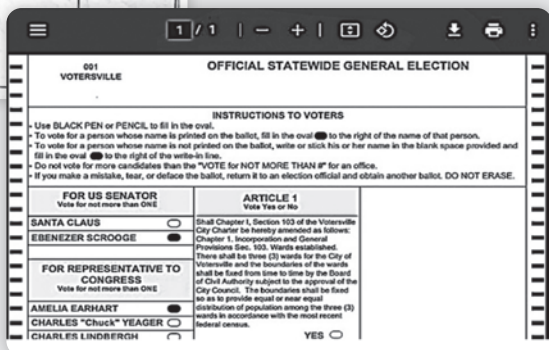 1 / 1
001
VOTERSVILLE
OFFICIAL STATEWIDE GENERAL ELECTION
INSTRUCTIONS TO VOTERS
- Use BLACK PEN or PENCIL to fill in the oval.
- To vote for a person whose name is printed on the ballot, fill in the oval to the right of the name of that person.
- To vote for a person whose name is not printed on the ballot, write or stick his or her name in the blank space provided and
fill in the oval to the right of the write-in line.
- Do not vote for more candidates than the "VOTE for NOT MORE THAN #" for an office.
- If you make a mistake, tear, or deface the ballot, return it to an election official and obtain another ballot. DO NOT ERASE.
FOR US SENATOR
Vote for not more than ONE
SANTA CLAUS
EBENEZER SCROOGE
FOR REPRESENTATIVE TO
CONGRESS
Vote for not more than ONE
AMELIA EARHART
CHARLES "Chuck" YEAGER
CHARLES LINDBERGH
ARTICLE 1
Vote Yes or No
Shall Chapter I, Section 103 of the Votersville
City Charter be hereby amended as follows:
Chapter 1. Incorporation and General
Provisions Sec. 103. Wards established.
There shall be three (3) wards for the City of
Votersville and the boundaries of the wards
shall be fixed from time to time by the Board
of Civil Authority subject to the approval of the
City Council. The boundaries shall be fixed
so as to provide equal or near equal
distribution of population among the three (3)
wards in accordance with the most recent
federal census.
YES